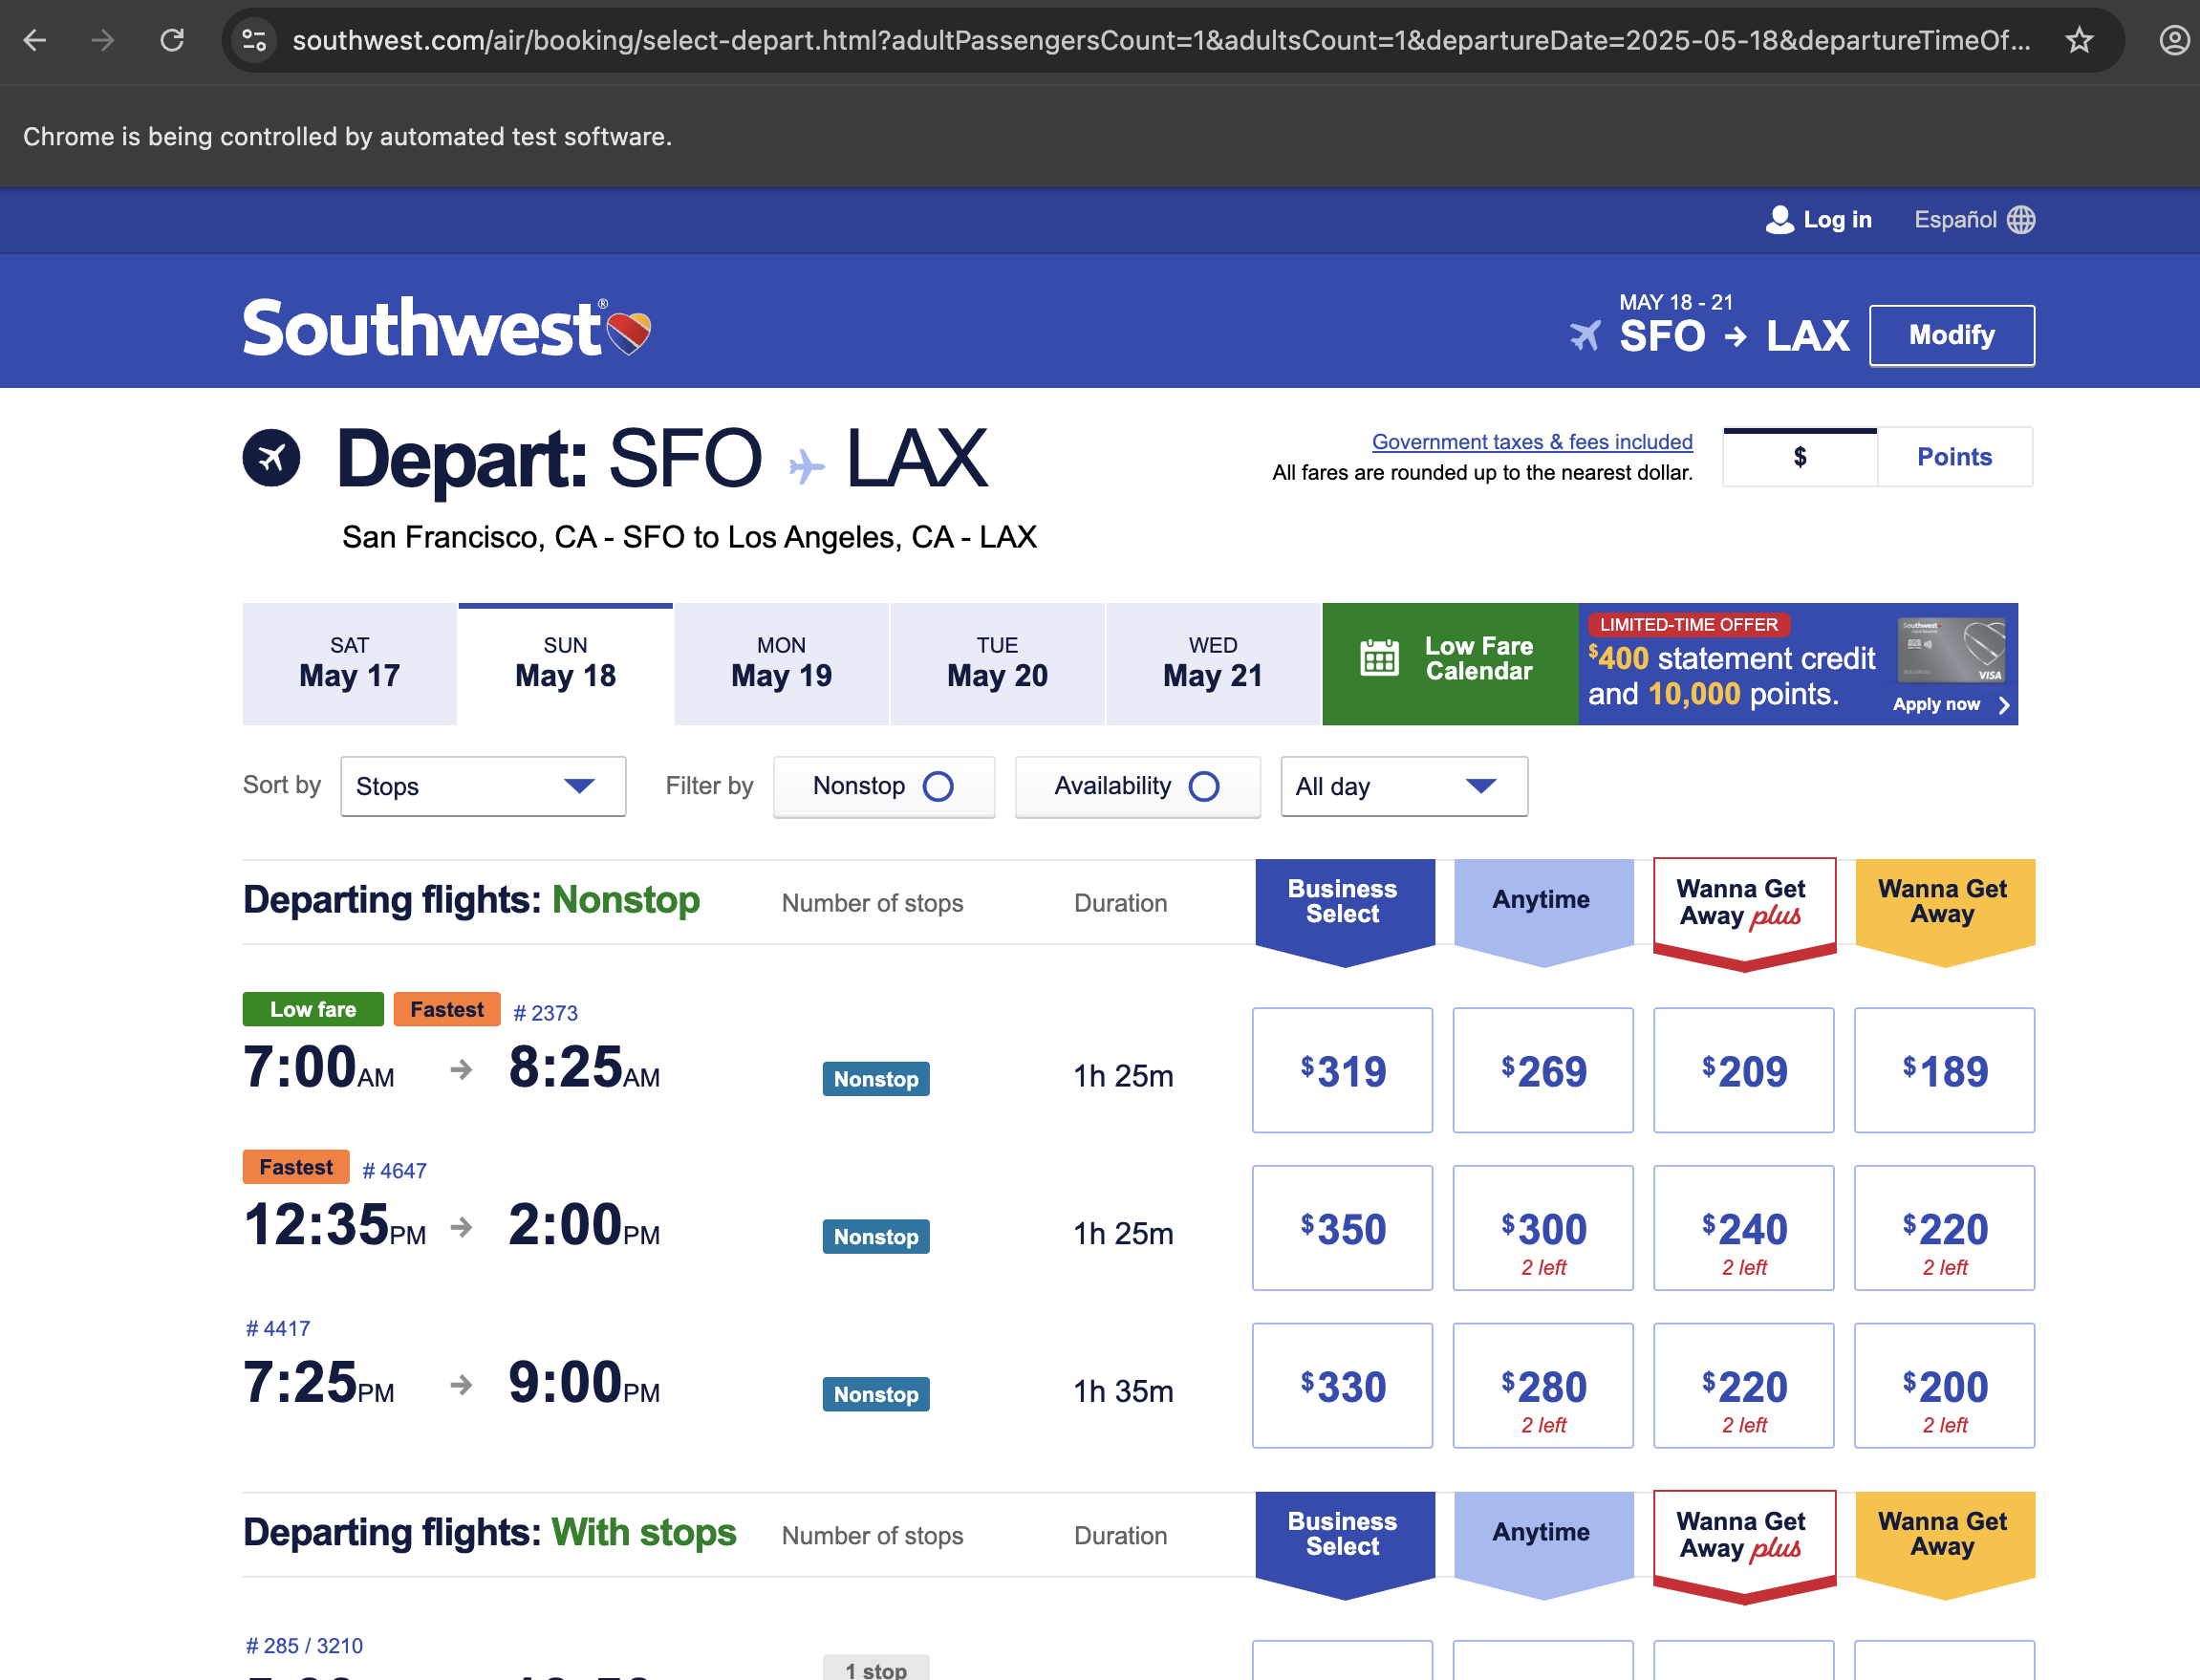 southwest.com/air/booking/select-depart.html?adultPassengersCount=1&adultsCount=1&departureDate=2025-05-18&departureTimeOf...
Chrome is being controlled by automated test software.
Log in Español
Southwest®
MAY 18 - 21
SFO → LAX Modify
Depart: SFO LAX
San Francisco, CA - SFO to Los Angeles, CA - LAX
Government taxes & fees included
All fares are rounded up to the nearest dollar.
$ Points
SAT
May 17
SUN
May 18
MON
May 19
TUE
May 20
WED
May 21
Low Fare
Calendar
LIMITED-TIME OFFER
$400 statement credit
and 10,000 points.
Southwest
VISA
Apply now
Sort by Stops Filter by Nonstop Availability All day
Departing flights: Nonstop Number of stops Duration
Business
Select
Anytime
Wanna Get
Away plus
Wanna Get
Away
Low fare Fastest # 2373
7:00AM → 8:25AM Nonstop 1h 25m $319 $269 $209 $189
Fastest # 4647
12:35PM → 2:00PM Nonstop 1h 25m $350 $300 $240 $220
2 left 2 left 2 left
# 4417
7:25PM → 9:00PM Nonstop 1h 35m $330 $280 $220 $200
2 left 2 left 2 left
Departing flights: With stops Number of stops Duration
Business
Select
Anytime
Wanna Get
Away plus
Wanna Get
Away
# 285 / 3210
1 stop